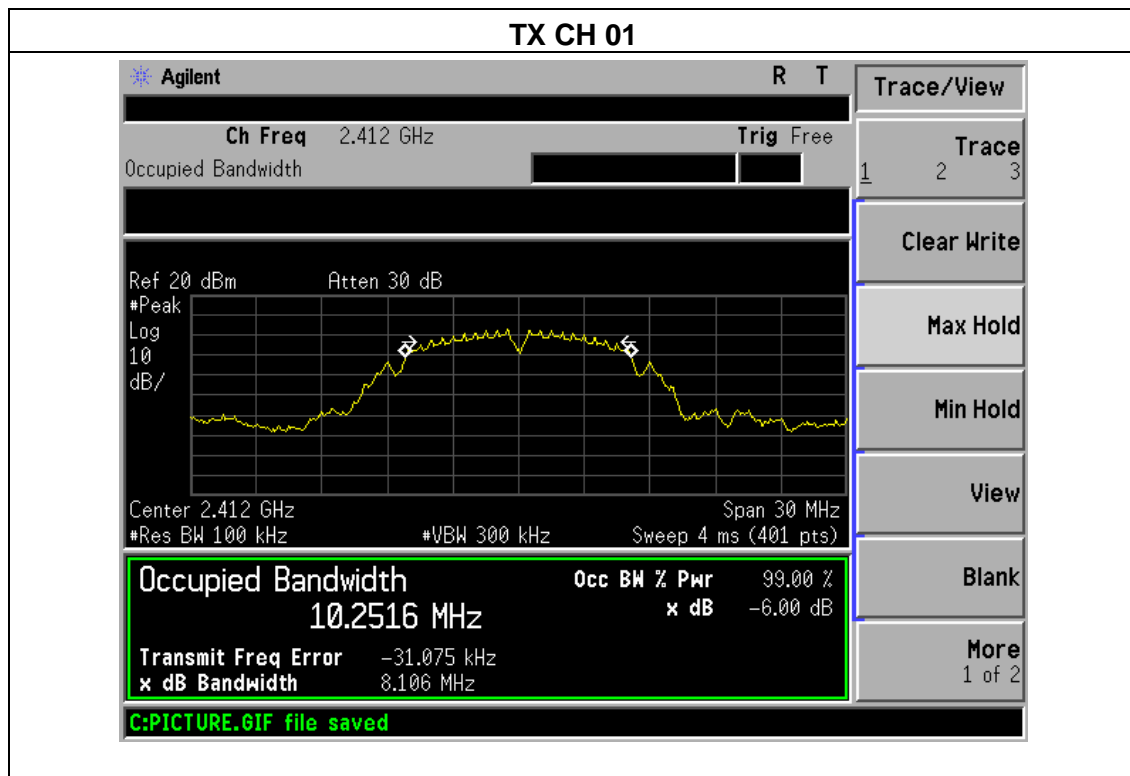 TX CH 01
Agilent
R T
Trace/View
Ch Freq 2.412 GHz
Trig Free
Occupied Bandwidth
Trace
1 2 3
Clear Write
Max Hold
Min Hold
View
Blank
More
1 of 2
Ref 20 dBm
Atten 30 dB
#Peak
Log
10
dB/
Center 2.412 GHz
Span 30 MHz
#Res BW 100 kHz
#VBW 300 kHz
Sweep 4 ms (401 pts)
Occupied Bandwidth
10.2516 MHz
Occ BW % Pwr 99.00 %
x dB -6.00 dB
Transmit Freq Error -31.075 kHz
x dB Bandwidth 8.106 MHz
C:PICTURE.GIF file saved